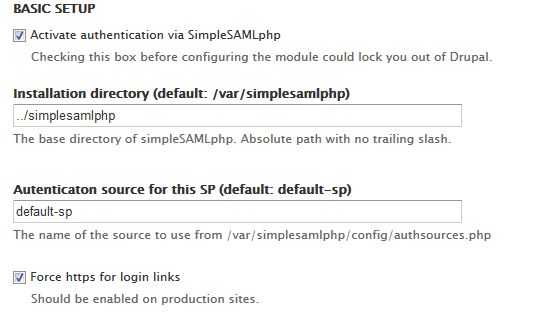 BASIC SETUP
Activate authentication via SimpleSAMLphp
Checking this box before configuring the module could lock you out of Drupal.
Installation directory (default: /var/simplesamlphp)
../simplesamlphp
The base directory of simpleSAMLphp. Absolute path with no trailing slash.
Autenticaton source for this SP (default: default-sp)
default-sp
The name of the source to use from /var/simplesamlphp/config/authsources.php
Force https for login links
Should be enabled on production sites.